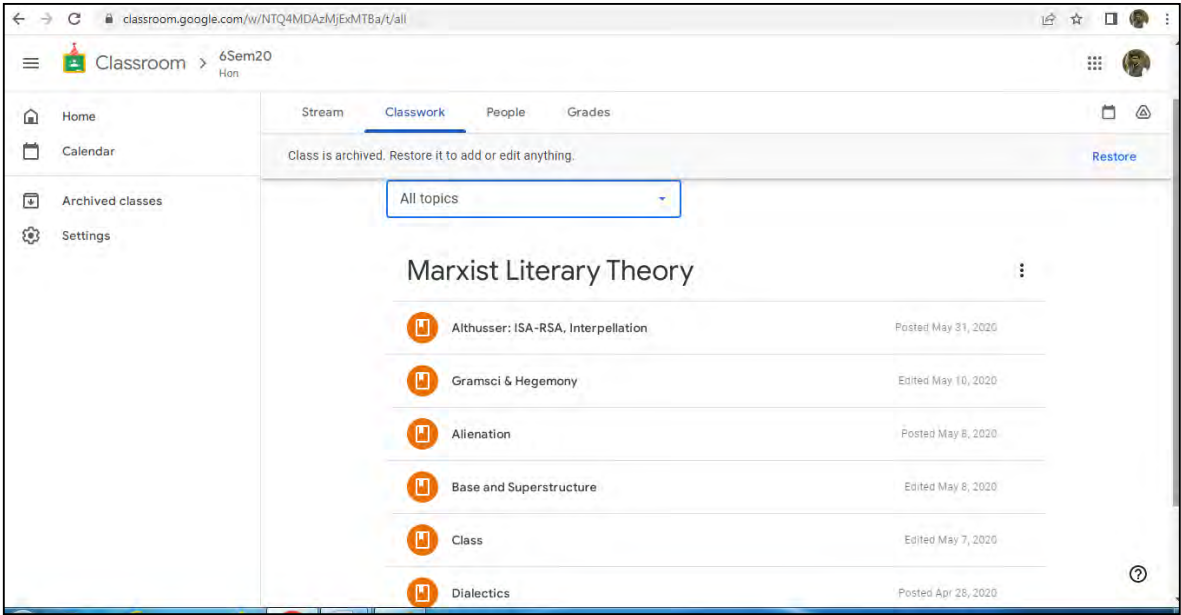 classroom.google.com/w/NTQ4MDAzMjExMTBa/t/all
Classroom > 6Sem20
Hon
Home
Calendar
Archived classes
Settings
Stream Classwork People Grades
Class is archived. Restore it to add or edit anything. Restore
All topics
Marxist Literary Theory
Althusser: ISA-RSA, Interpellation Posted May 31, 2020
Gramsci & Hegemony Edited May 10, 2020
Alienation Posted May 8, 2020
Base and Superstructure Edited May 8, 2020
Class Edited May 7, 2020
Dialectics Posted Apr 28, 2020